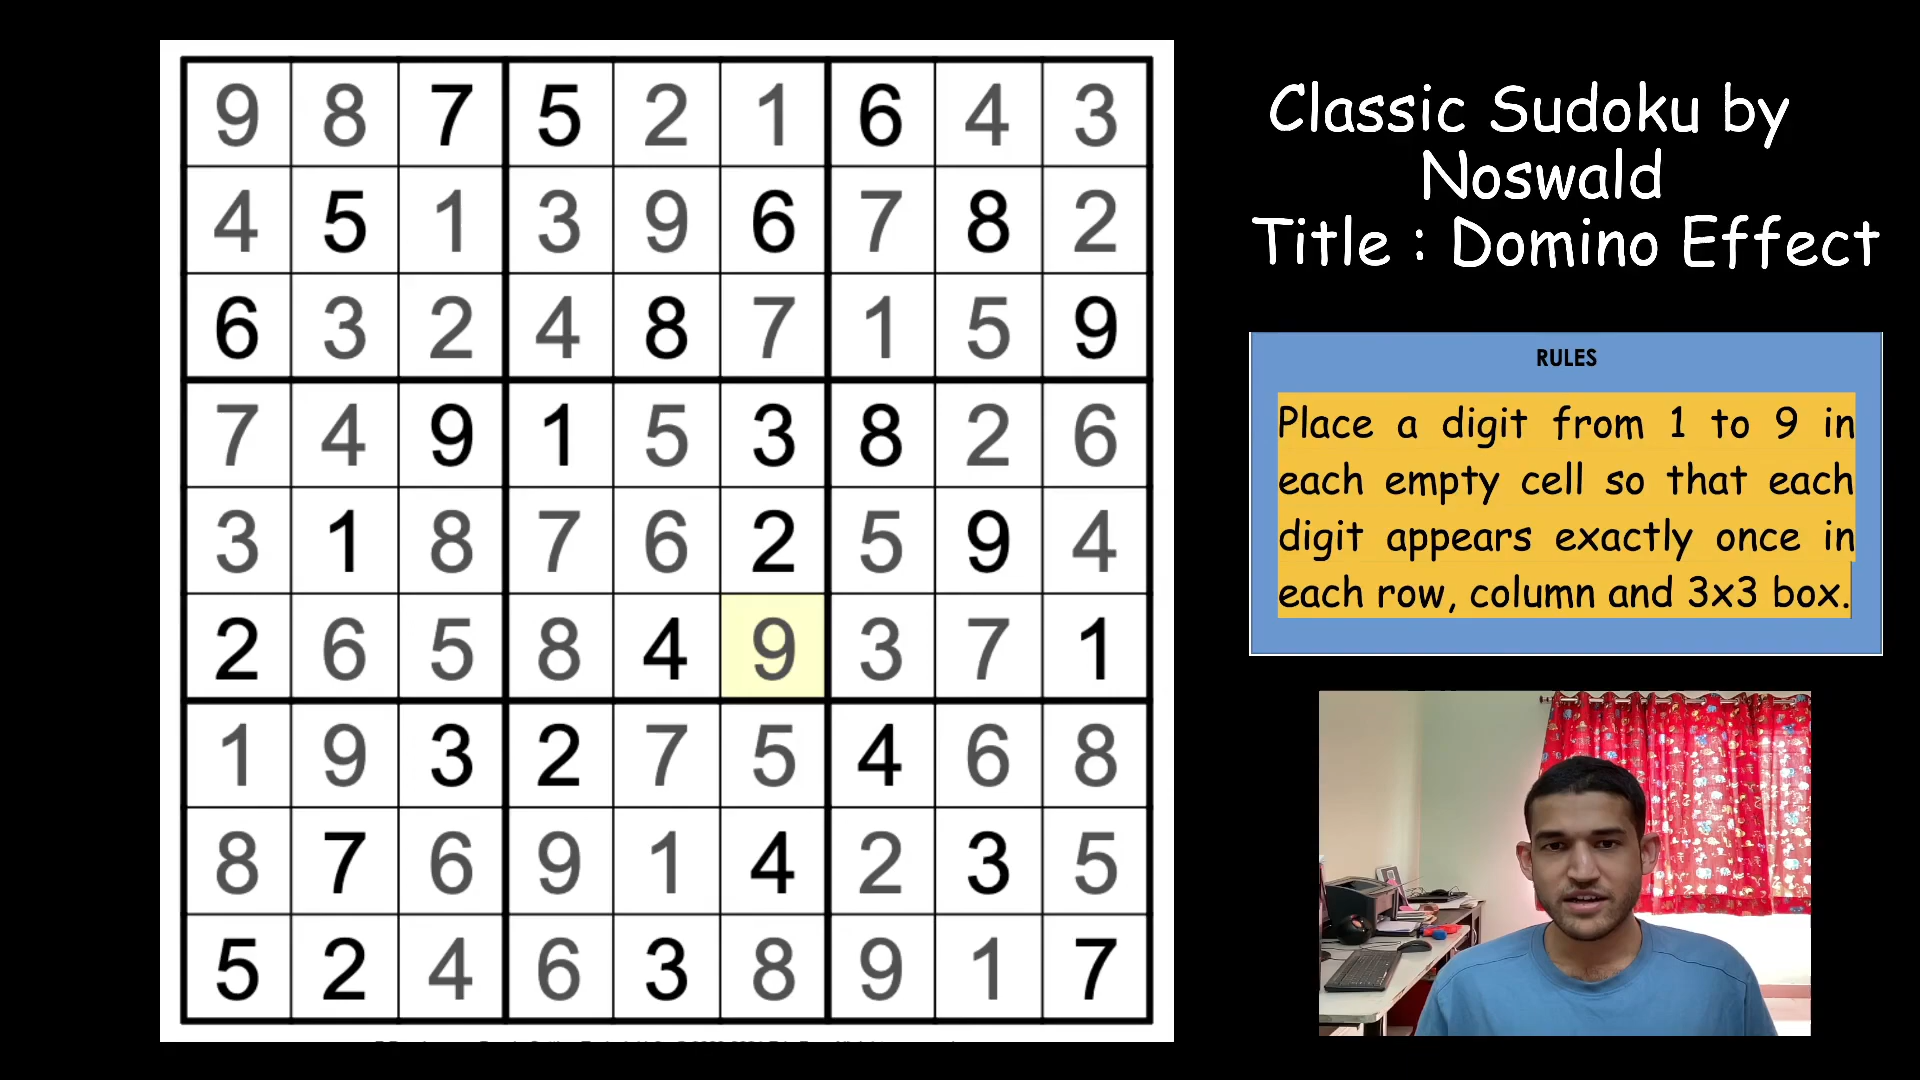 9 8 7 5 2 1 6 4 3
4 5 1 3 9 6 7 8 2
6 3 2 4 8 7 1 5 9
7 4 9 1 5 3 8 2 6
3 1 8 7 6 2 5 9 4
2 6 5 8 4 9 3 7 1
1 9 3 2 7 5 4 6 8
8 7 6 9 1 4 2 3 5
5 2 4 6 3 8 9 1 7
Classic Sudoku by
Noswald
Title : Domino Effect
RULES
Place a digit from 1 to 9 in
each empty cell so that each
digit appears exactly once in
each row, column and 3x3 box.